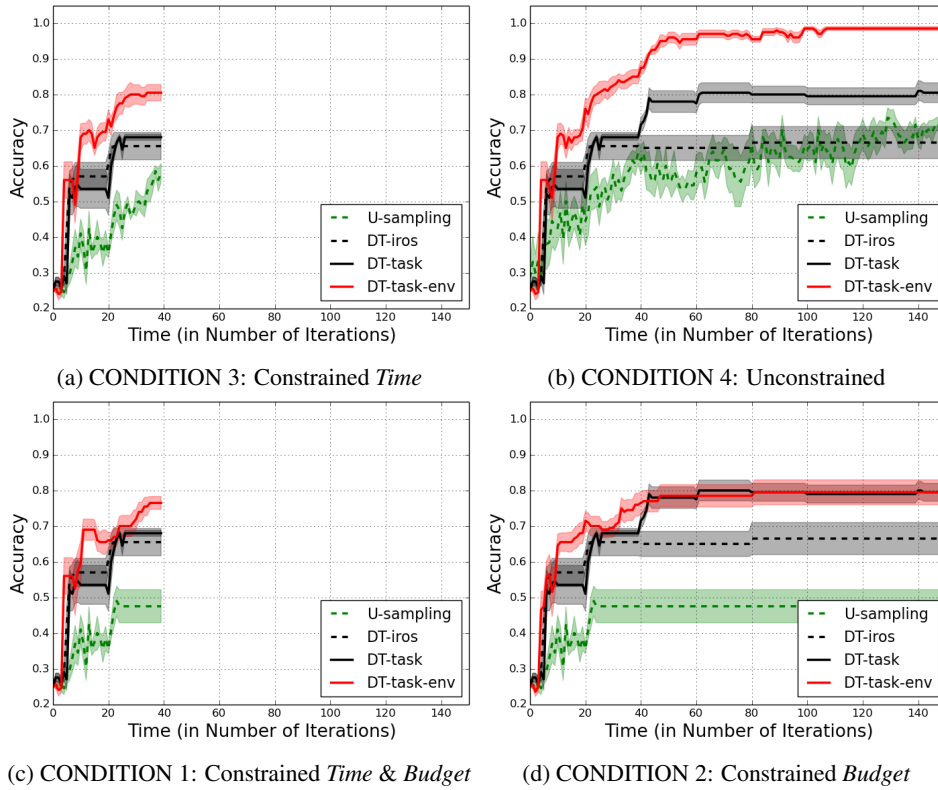 1.0
0.9
0.8
0.7
0.6
0.5
0.4
0.3
0.2
Accuracy
0 20 40 60 80 100 120 140
Time (in Number of Iterations)
U-sampling
DT-iros
DT-task
DT-task-env
(a) CONDITION 3: Constrained Time
1.0
0.9
0.8
0.7
0.6
0.5
0.4
0.3
0.2
Accuracy
0 20 40 60 80 100 120 140
Time (in Number of Iterations)
U-sampling
DT-iros
DT-task
DT-task-env
(b) CONDITION 4: Unconstrained
1.0
0.9
0.8
0.7
0.6
0.5
0.4
0.3
0.2
Accuracy
0 20 40 60 80 100 120 140
Time (in Number of Iterations)
U-sampling
DT-iros
DT-task
DT-task-env
(c) CONDITION 1: Constrained Time & Budget
1.0
0.9
0.8
0.7
0.6
0.5
0.4
0.3
0.2
Accuracy
0 20 40 60 80 100 120 140
Time (in Number of Iterations)
U-sampling
DT-iros
DT-task
DT-task-env
(d) CONDITION 2: Constrained Budget